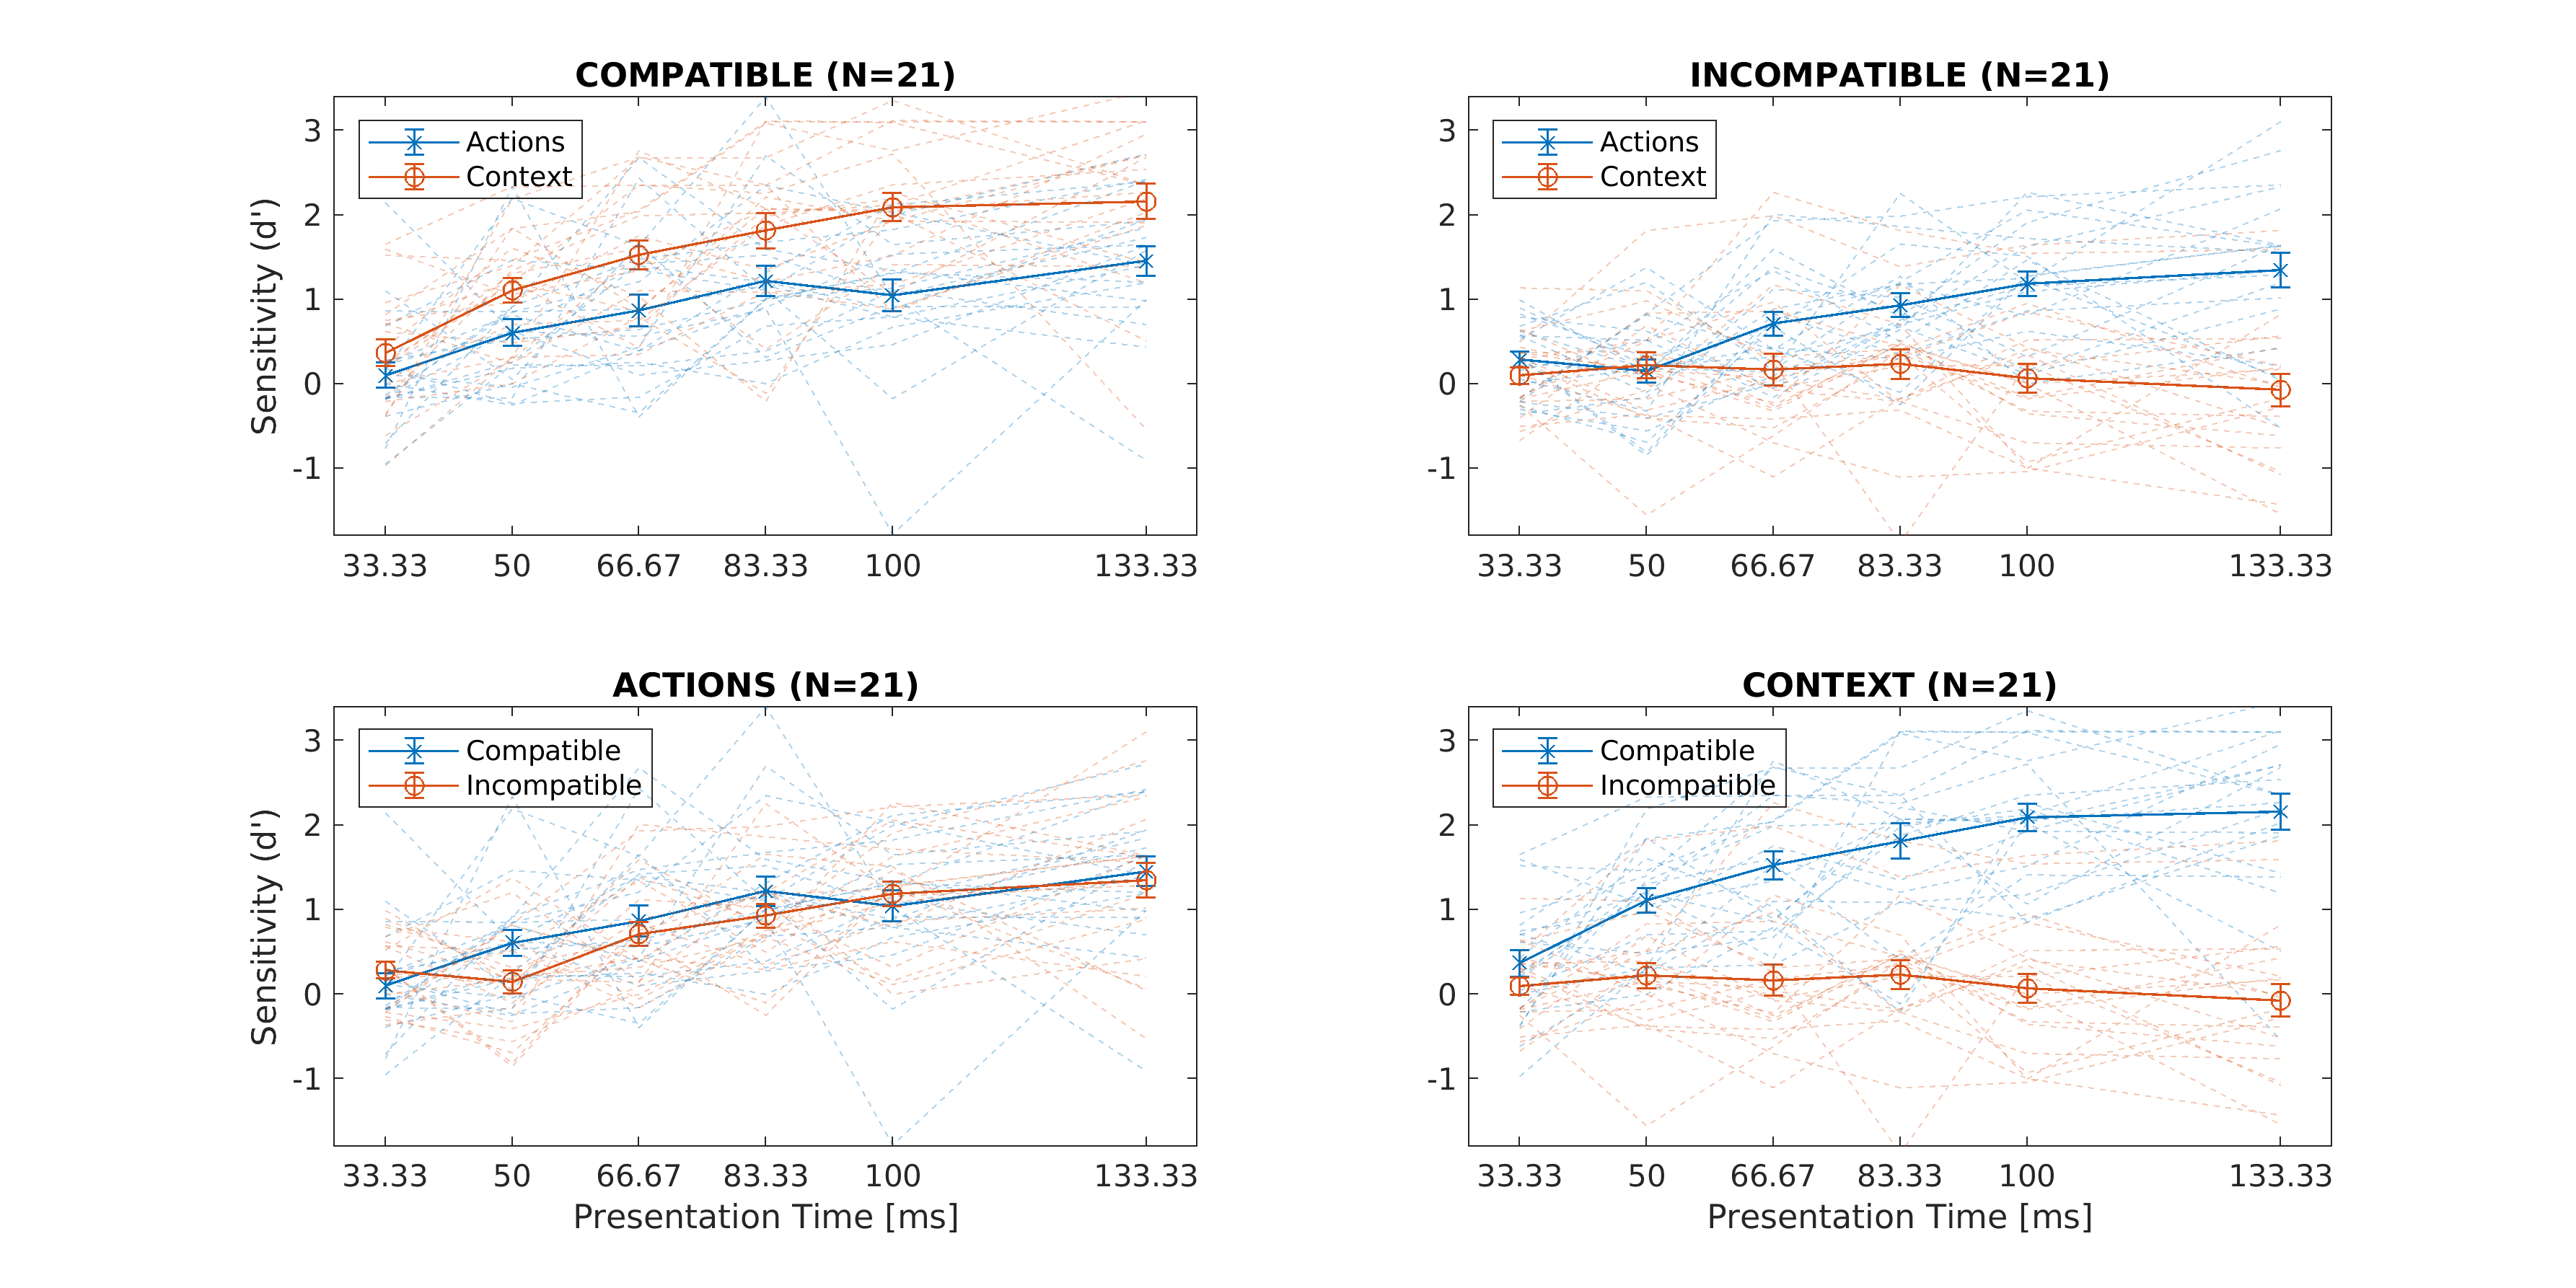 COMPATIBLE (N=21)
Sensitivity (d')
3
2
1
0
-1
Actions
Context
33.33 50 66.67 83.33 100 133.33
INCOMPATIBLE (N=21)
3
2
1
0
-1
Actions
Context
33.33 50 66.67 83.33 100 133.33
ACTIONS (N=21)
Sensitivity (d')
3
2
1
0
-1
Compatible
Incompatible
33.33 50 66.67 83.33 100 133.33
Presentation Time [ms]
CONTEXT (N=21)
3
2
1
0
-1
Compatible
Incompatible
33.33 50 66.67 83.33 100 133.33
Presentation Time [ms]